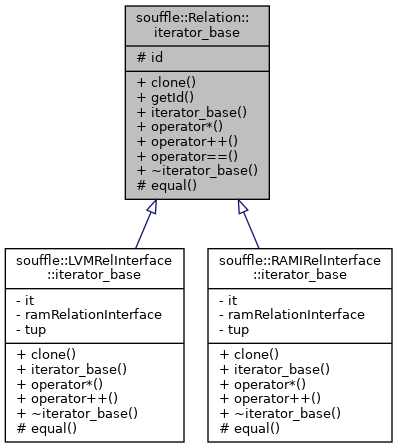 souffle::Relation::
iterator_base
# id
+ clone()
+ getId()
+ iterator_base()
+ operator*()
+ operator++()
+ operator==()
+ ~iterator_base()
# equal()
souffle::LVMRelInterface
::iterator_base
- it
- ramRelationInterface
- tup
+ clone()
+ iterator_base()
+ operator*()
+ operator++()
+ ~iterator_base()
# equal()
souffle::RAMIRelInterface
::iterator_base
- it
- ramRelationInterface
- tup
+ clone()
+ iterator_base()
+ operator*()
+ operator++()
+ ~iterator_base()
# equal()